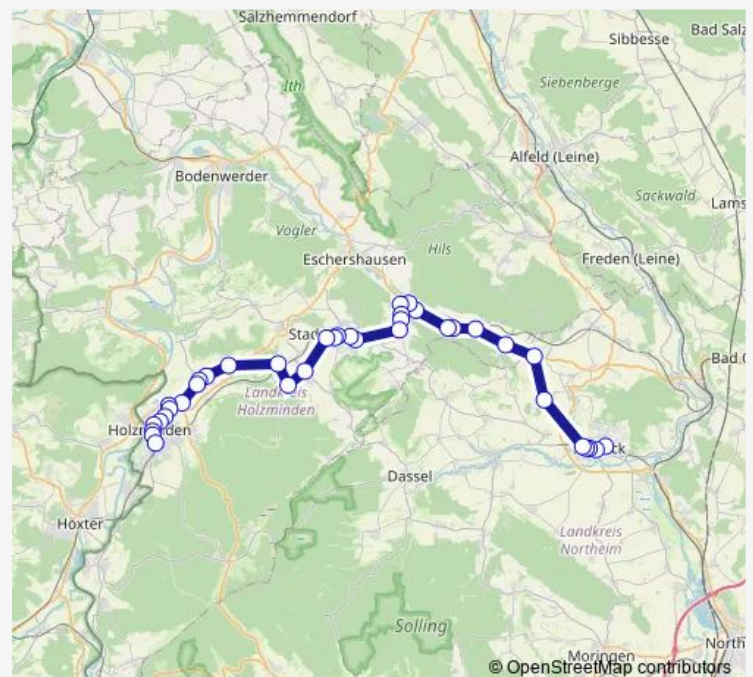 Salzhemmendorf
Sibbesse
Bad Salz
Siebenberge
Ith
Alfeld (Leine)
Bodenwerder
Sackwald
Lams
Vogler
Hils
Eschershausen
Freden (Leine)
Stad
Bad
Landkreis
Holzminden
Holzminden
ck
Dassel
Höxter
Landkreis
Northeim
Solling
North
Moringen
© OpenStreetMap contributors